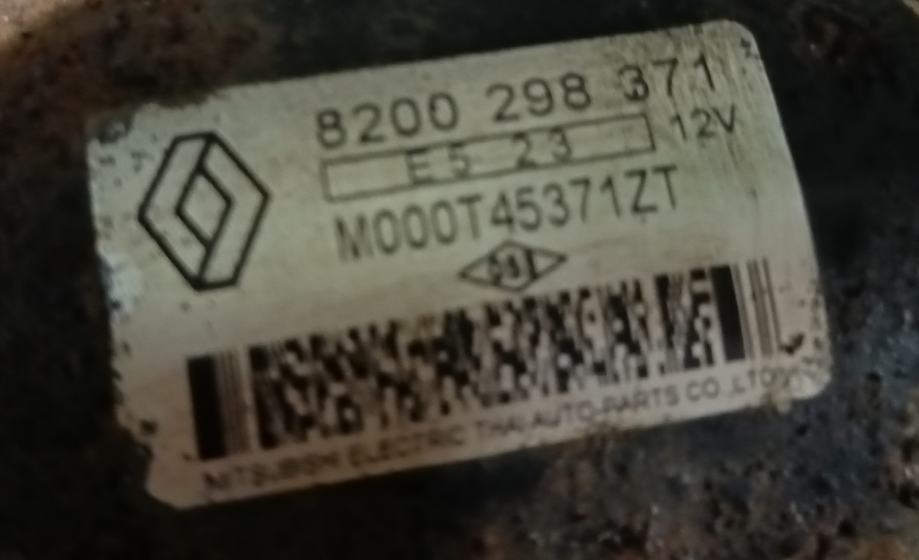 8200 298 371
E5 23
12V
M000T45371ZT
MITSUBISHI ELECTRIC THAI AUTO-PARTS CO.,LTD